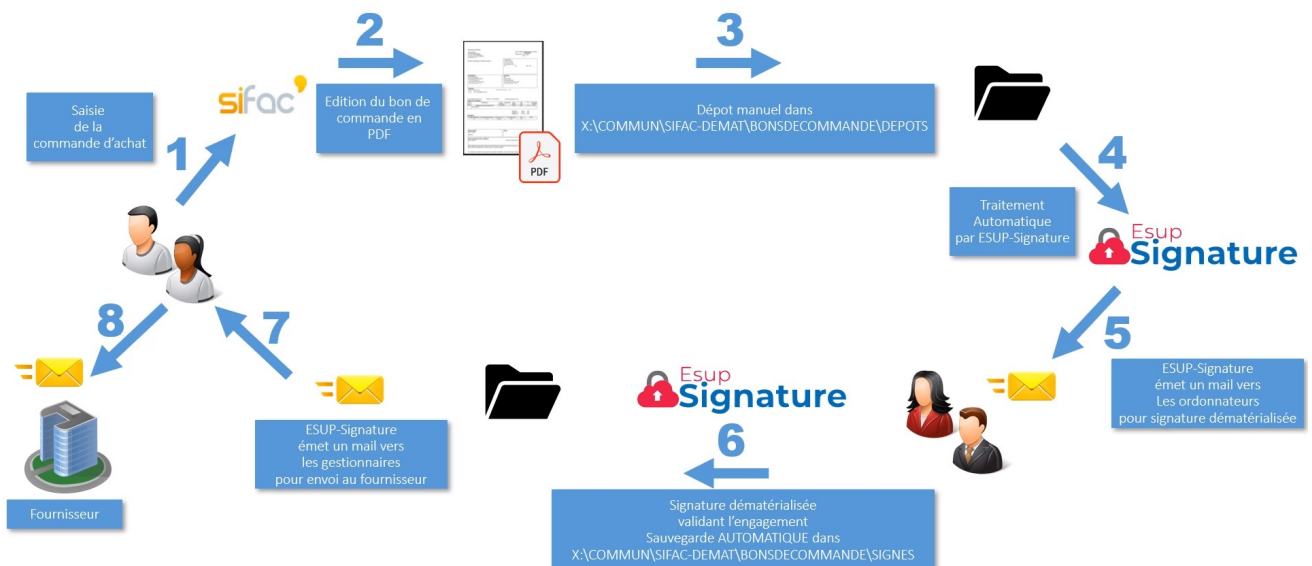 1
Saisie
de la
commande d'achat
sifac'
2
Edition du bon de
commande en
PDF
PDF
3
Dépot manuel dans
X:\COMMUN\SIFAC-DEMAT\BONSDECOMMANDE\DEPOTS
4
Traitement
Automatique
par ESUP-Signature
Esup
Signature
5
ESUP-Signature
émet un mail vers
Les ordonnateurs
pour signature dématérialisée
Esup
Signature
6
Signature dématérialisée
validant l'engagement
Sauvegarde AUTOMATIQUE dans
X:\COMMUN\SIFAC-DEMAT\BONSDECOMMANDE\SIGNES
7
ESUP-Signature
émet un mail vers
les gestionnaires
pour envoi au fournisseur
8
Fournisseur